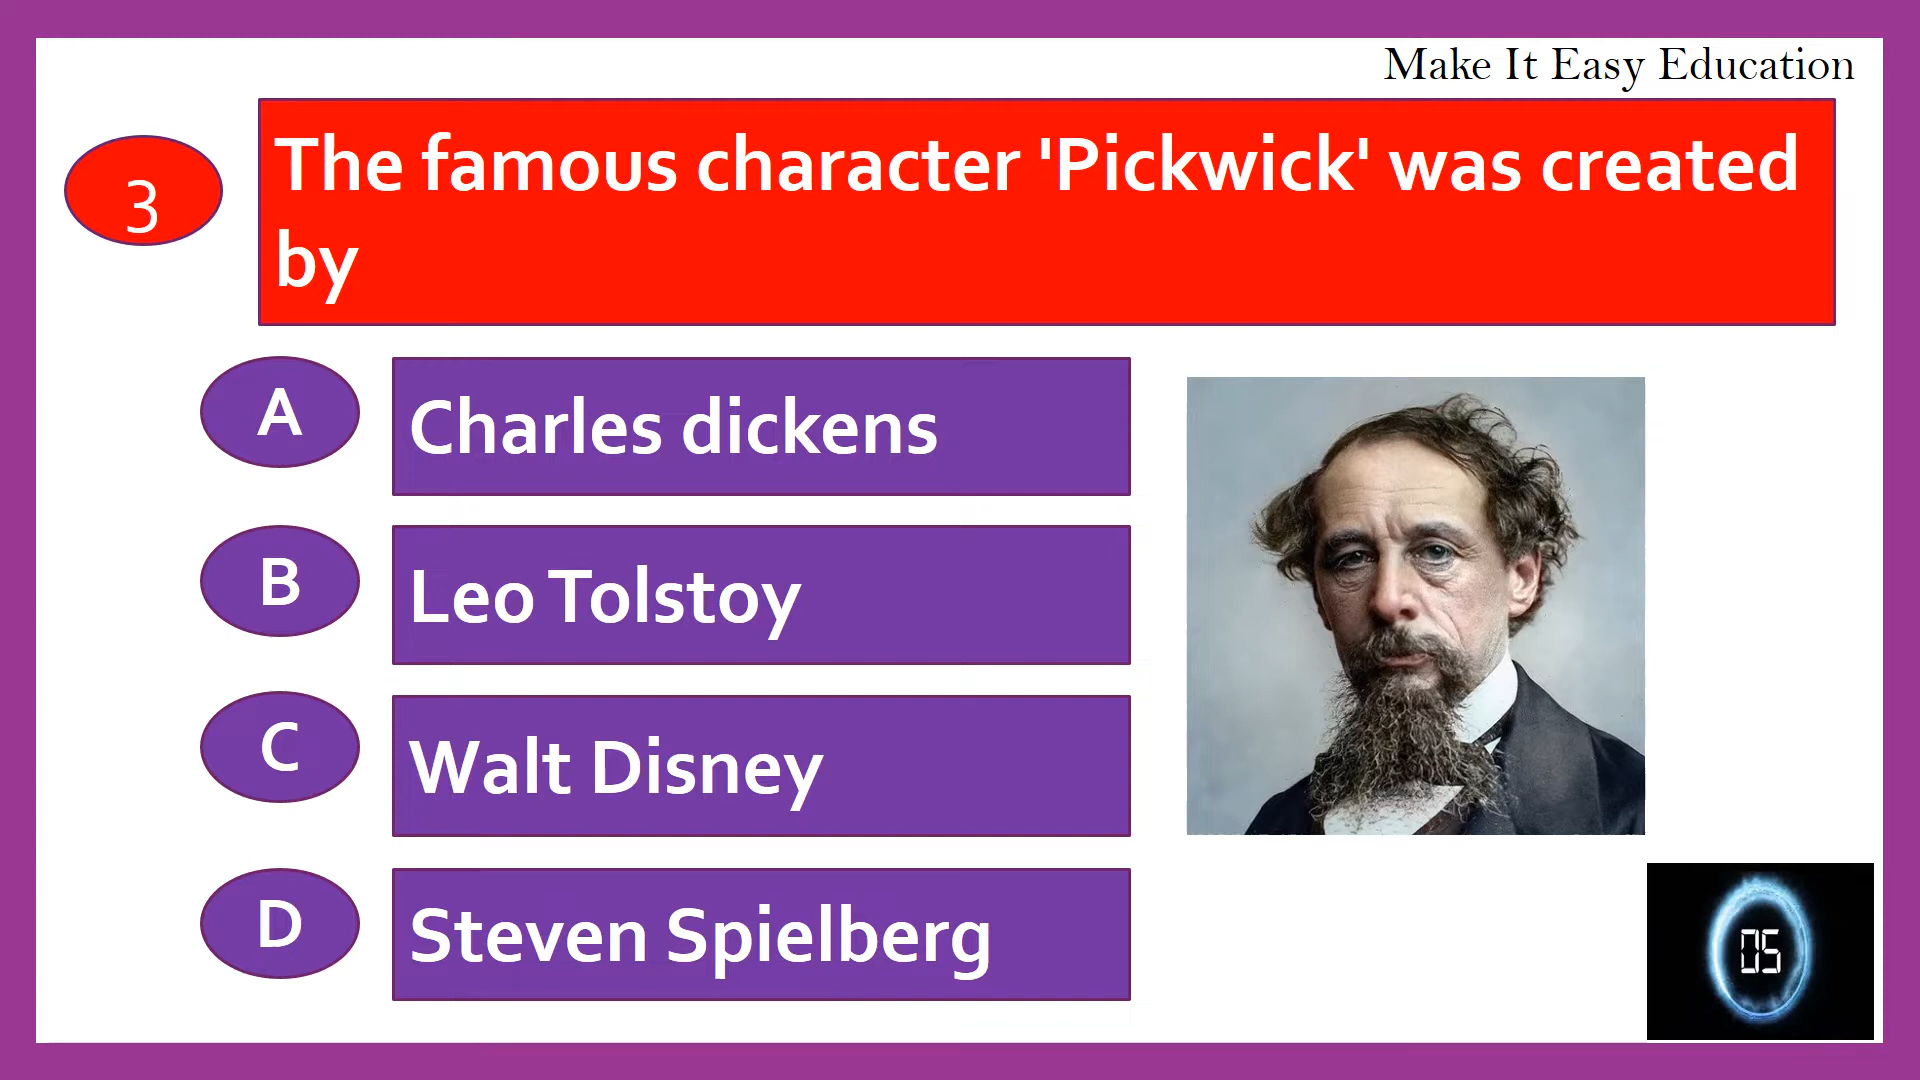 Make It Easy Education
3
The famous character 'Pickwick' was created
by
A
Charles dickens
B
Leo Tolstoy
C
Walt Disney
D
Steven Spielberg
05